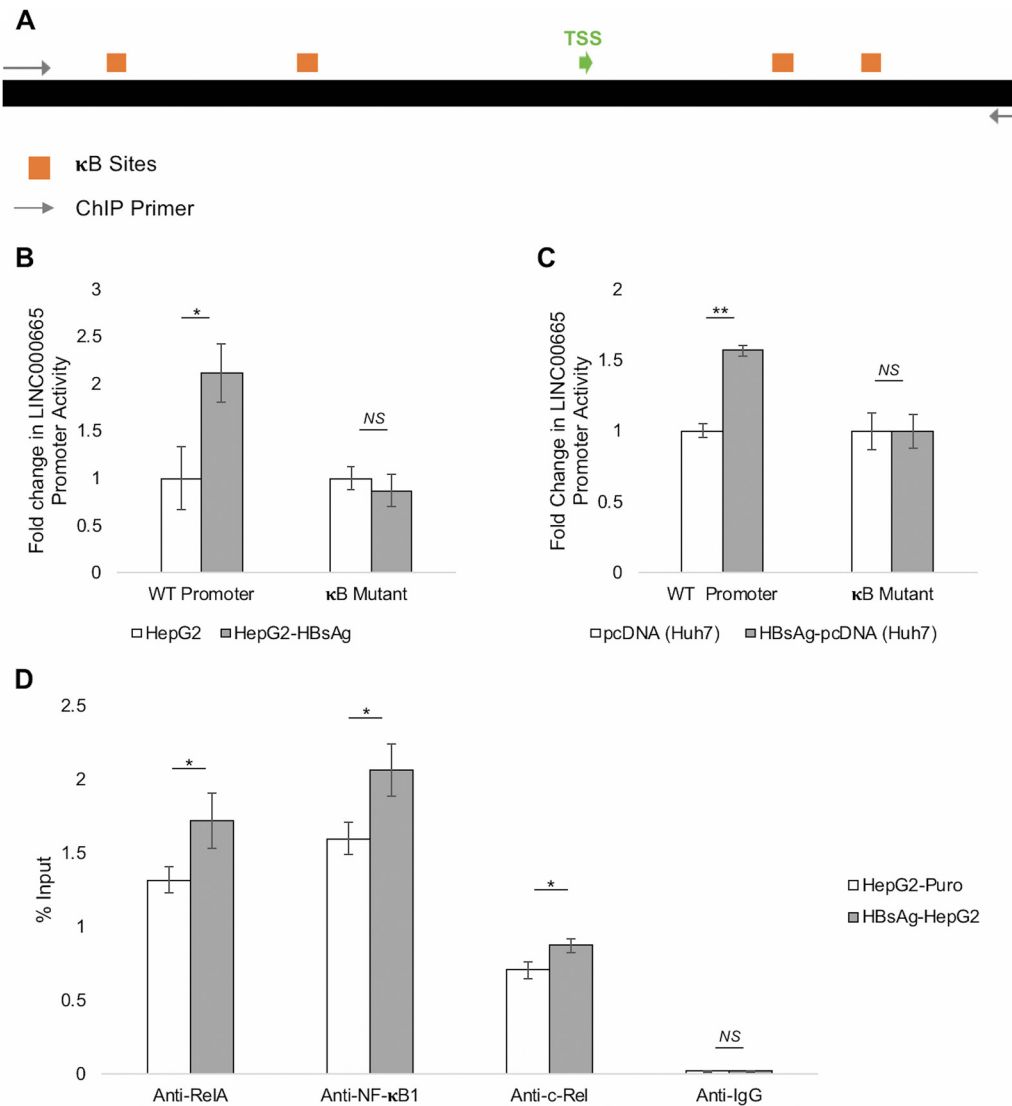 A
TSS
κB Sites
ChIP Primer
B
Fold change in LINC000665
Promoter Activity
3
2.5
2
1.5
1
0.5
0
*
NS
WT Promoter
κB Mutant
HepG2
HepG2-HBsAg
C
Fold Change in LINC00665
Promoter Activity
2
1.5
1
0.5
0
**
NS
WT Promoter
κB Mutant
pcDNA (Huh7)
HBsAg-pcDNA (Huh7)
D
% Input
2.5
2
1.5
1
0.5
0
*
*
*
NS
Anti-RelA
Anti-NF-κB1
Anti-c-Rel
Anti-IgG
HepG2-Puro
HBsAg-HepG2